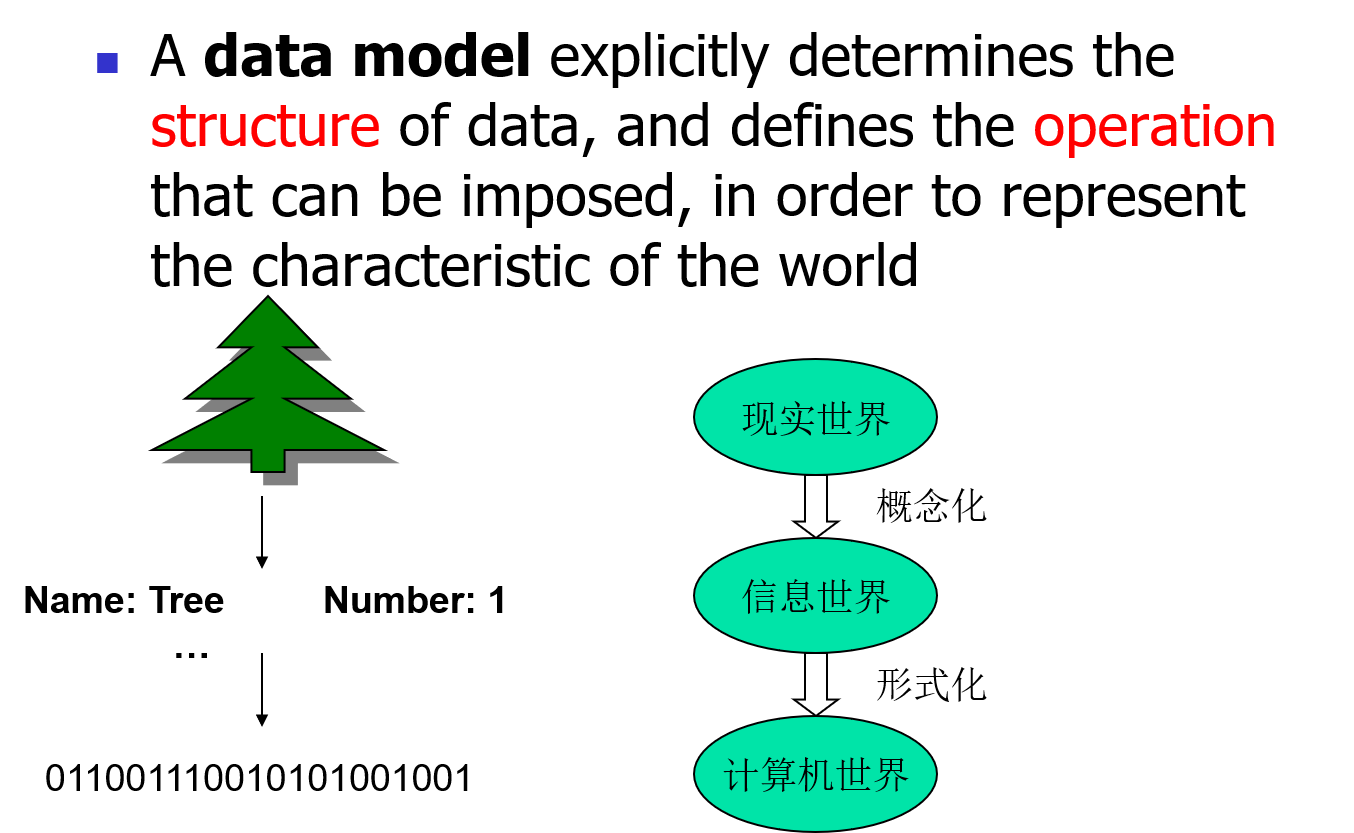 A data model explicitly determines the
structure of data, and defines the operation
that can be imposed, in order to represent
the characteristic of the world
现实世界
概念化
Name: Tree Number: 1
...
信息世界
形式化
011001110010101001001
计算机世界